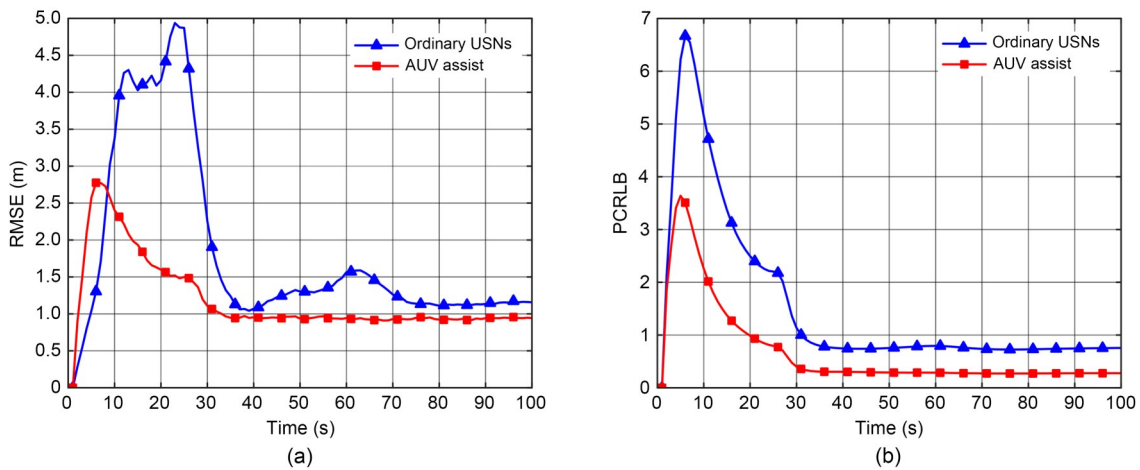 5.0
4.5
4.0
3.5
3.0
2.5
2.0
1.5
1.0
0.5
0
RMSE (m)
Ordinary USNs
AUV assist
0 10 20 30 40 50 60 70 80 90 100
Time (s)
(a)
7
6
5
4
3
2
1
0
PCRLB
Ordinary USNs
AUV assist
0 10 20 30 40 50 60 70 80 90 100
Time (s)
(b)